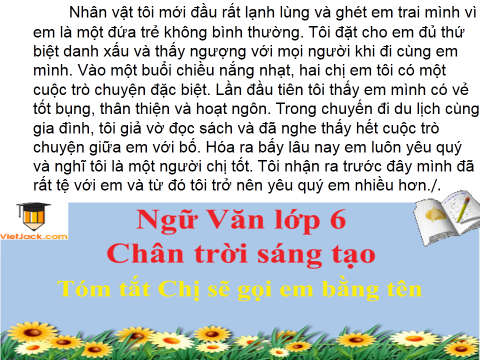 Nhân vật tôi mới đầu rất lạnh lùng và ghét em trai mình vì
em là một đứa trẻ không bình thường. Tôi đặt cho em đủ thứ
biệt danh xấu và thấy ngượng với mọi người khi đi cùng em
mình. Vào một buổi chiều nắng nhạt, hai chị em tôi có một
cuộc trò chuyện đặc biệt. Lần đầu tiên tôi thấy em mình có vẻ
tốt bụng, thân thiện và hoạt ngôn. Trong chuyến đi du lịch cùng
gia đình, tôi giả vờ đọc sách và đã nghe thấy hết cuộc trò
chuyện giữa em với bố. Hóa ra bấy lâu nay em luôn yêu quý
và nghĩ tôi là một người chị tốt. Tôi nhận ra trước đây mình đã
rất tệ với em và từ đó tôi trở nên yêu quý em nhiều hơn./.
VietJack.com
Ngữ Văn lớp 6
Chân trời sáng tạo
Tóm tắt Chị sẽ gọi em bằng tên